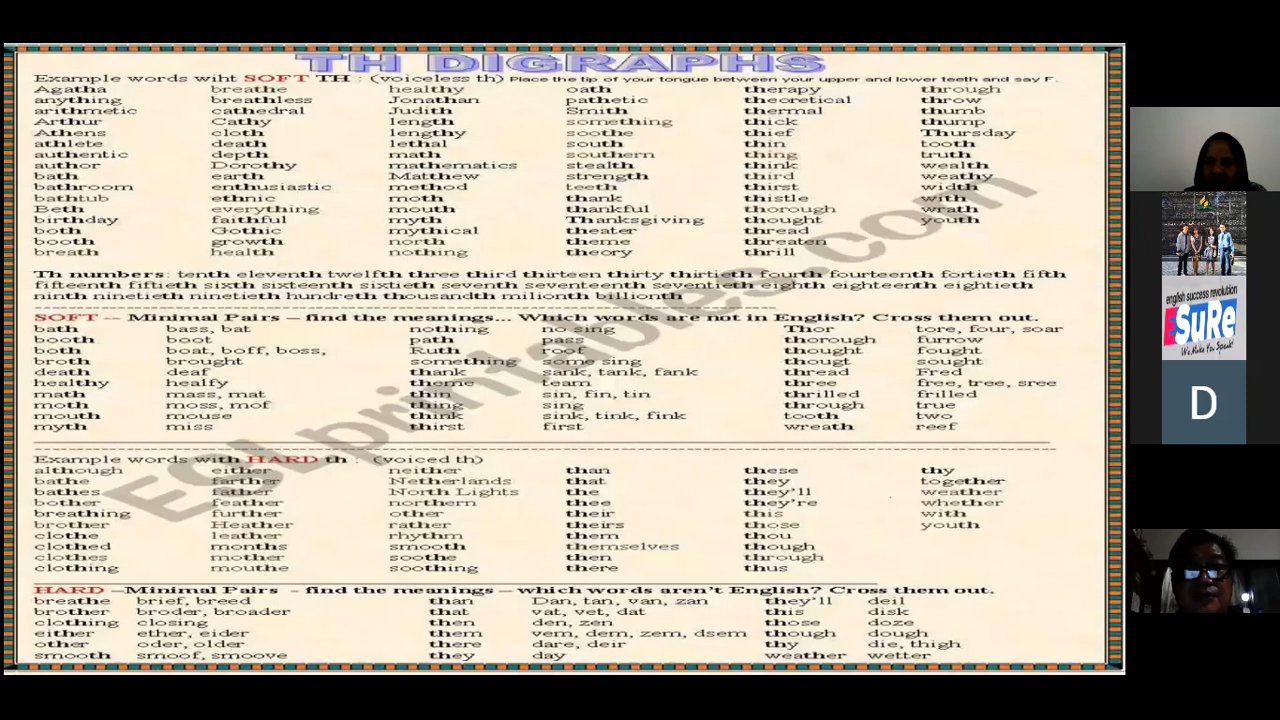 TH DIGRAPHS
Example words wiht SOFT TH : (voiceless th) Place the tip of your tongue between your upper and lower teeth and say F.
Agatha breathe healthy oath therapy through
anything breathless Jonathan pathetic theoretical throw
arithmetic cathedral Judith Smith thermal thumb
Arthur Cathy length something thick thump
Athens cloth lengthy soothe thief Thursday
athlete death lethal south thin tooth
authentic depth math southern thing truth
author Dorothy mathematics stealth think wealth
bath earth Matthew strength third weathy
bathroom enthusiastic method teeth thirst width
bathtub ethnic moth thank thistle with
Beth everything mouth thankful thorough wrath
birthday faithful myth Thanksgiving thought youth
both Gothic mythical theater thread
booth growth north theme threaten
breath health nothing theory thrill
Th numbers: tenth eleventh twelfth three third thirteen thirty thirtieth fourth fourteenth fortieth fifth
fifteenth fiftieth sixth sixteenth sixtieth seventh seventeenth seventieth eighth eighteenth eightieth
ninth ninetieth ninetieth hundreth thousandth milionth billionth
SOFT -- Minimal Pairs – find the meanings... Which words are not in English? Cross them out.
bath bass, bat nothing no sing Thor tore, four, soar
booth boot path pass thorough furrow
both boat, boff, boss, Ruth roof thought fought
broth brought something some sing thougt sought
death deaf thank sank, tank, fank thread Fred
healthy healfy theme team three free, tree, sree
math mass, mat thin sin, fin, tin thrilled frilled
moth moss, mof thing sing through true
mouth mouse think sink, tink, fink tooth two
myth miss thirst first wreath reef
Example words with HARD th : (voiced th)
although either neither than these thy
bathe farther Netherlands that they together
bathes father North Lights the they'll weather
bother feather northern thee they're whether
breathing further other their this with
brother Heather rather theirs those youth
clothe leather rhythm them thou
clothed months smooth themselves though
clothes mother soothe then through
clothing mouthe soothing there thus
HARD –Minimal Pairs - find the meanings – which words aren't English? Cross them out.
breathe brief, breed than Dan, tan, van, zan they'll deil
brother broder, broader that vat, vet, dat this disk
clothing closing then den, zen those doze
either ether, eider them vem, dem, zem, dsem though dough
other oder, older there dare, deir thy die, thigh
smooth smoof, smoove they day weather wetter
ESLprintables.com
english success revolution
eSuRe
We Make You Speak!
D